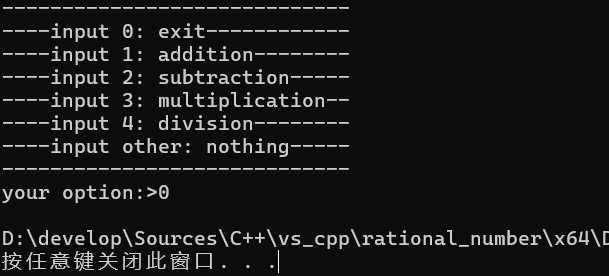 -----------------------------
----input 0: exit------------
----input 1: addition--------
----input 2: subtraction-----
----input 3: multiplication--
----input 4: division--------
----input other: nothing-----
-----------------------------
your option:>0
D:\develop\Sources\C++\vs_cpp\rational_number\x64\D
按任意键关闭此窗口. . .